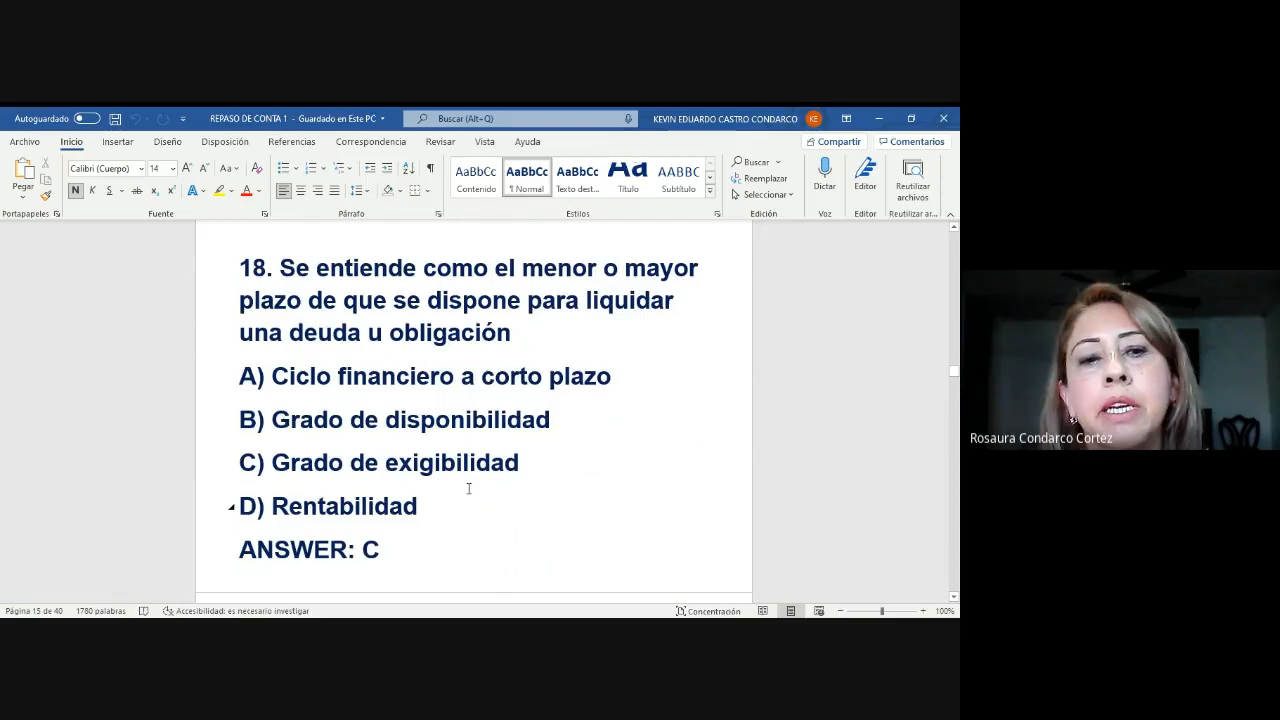 Autoguardado
REPASO DE CONTA 1 - Guardado en Este PC
Buscar (Alt+Q)
KEVIN EDUARDO CASTRO CONDARCO
KE
Archivo Inicio Insertar Diseño Disposición Referencias Correspondencia Revisar Vista Ayuda
Compartir Comentarios
Pegar
Calibri (Cuerpo) 14
AaBbCc AaBbCc AaBbCc AaBb AABBC
Contenido ¶ Normal Texto dest... Título Subtítulo
Buscar
Reemplazar
Seleccionar
Dictar
Editor
Reutilizar
archivos
Portapapeles Fuente Párrafo Estilos Edición Voz Editor Reutilizar ar...
18. Se entiende como el menor o mayor
plazo de que se dispone para liquidar
una deuda u obligación
A) Ciclo financiero a corto plazo
B) Grado de disponibilidad
C) Grado de exigibilidad
D) Rentabilidad
ANSWER: C
Página 15 de 40 1780 palabras Accesibilidad: es necesario investigar Concentración 100%
Rosaura Condarco Cortez